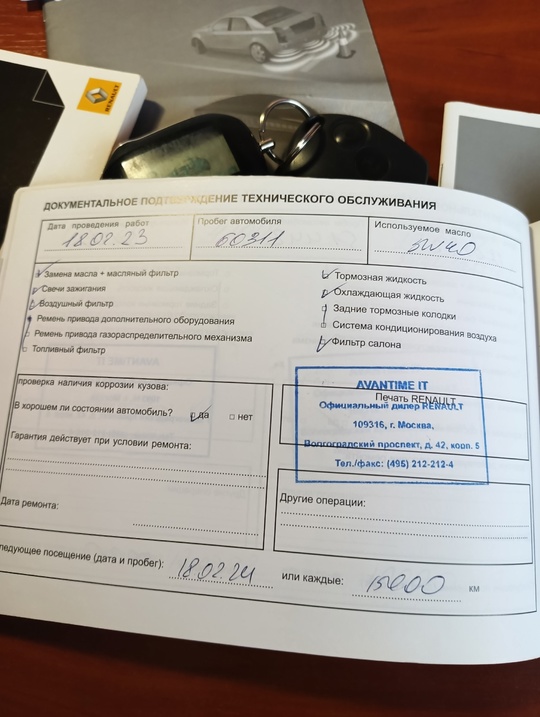 RENAULT
ДОКУМЕНТАЛЬНОЕ ПОДТВЕРЖДЕНИЕ ТЕХНИЧЕСКОГО ОБСЛУЖИВАНИЯ
Дата проведения работ
18.02.23
Пробег автомобиля
60311
Используемое масло
5W40
Замена масла + масляный фильтр
Свечи зажигания
Воздушный фильтр
Ремень привода дополнительного оборудования
Ремень привода газораспределительного механизма
Топливный фильтр
Тормозная жидкость
Охлаждающая жидкость
Задние тормозные колодки
Система кондиционирования воздуха
Фильтр салона
проверка наличия коррозии кузова:
В хорошем ли состоянии автомобиль? да нет
Гарантия действует при условии ремонта:
Дата ремонта:
Печать RENAULT
AVANTIME IT
Официальный дилер RENAULT
109316, г. Москва,
Волгоградский проспект, д. 42, корп. 5
Тел./факс: (495) 212-212-4
Другие операции:
ледующее посещение (дата и пробег): 18.02.24 или каждые: 15000 км